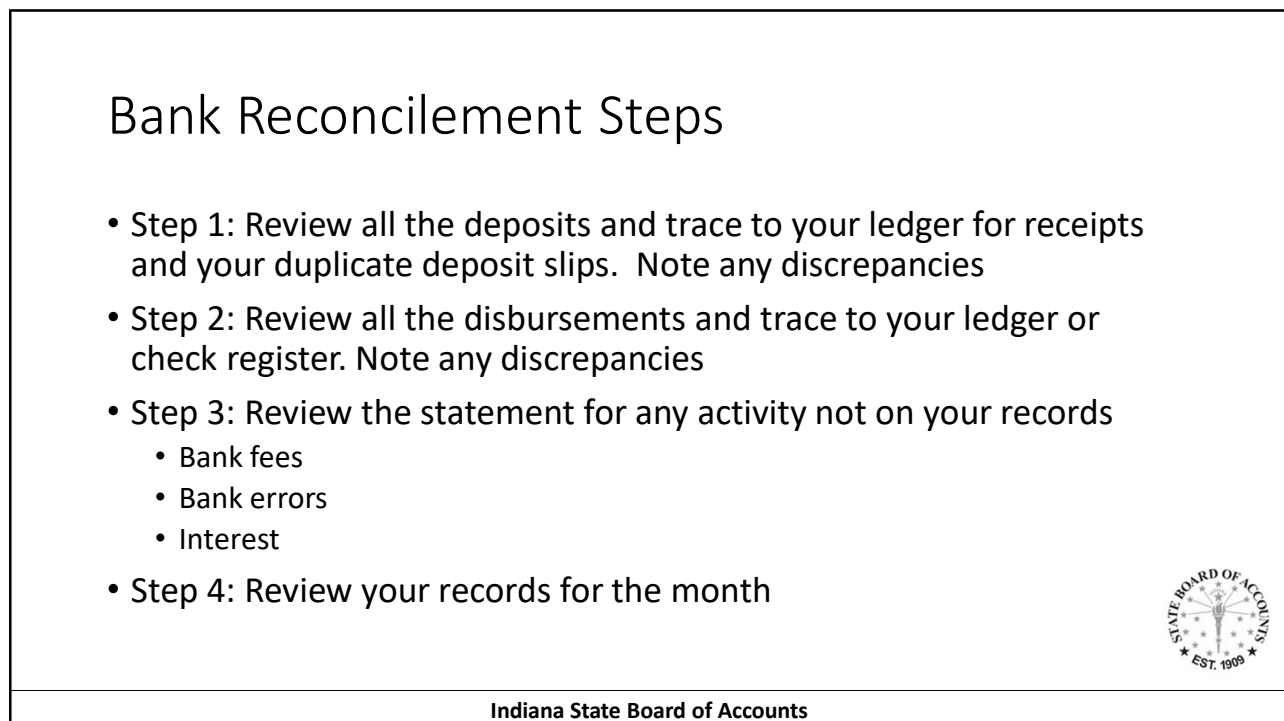 Bank Reconcilement Steps
• Step 1: Review all the deposits and trace to your ledger for receipts
and your duplicate deposit slips.  Note any discrepancies
• Step 2: Review all the disbursements and trace to your ledger or
check register. Note any discrepancies
• Step 3: Review the statement for any activity not on your records
• Bank fees
• Bank errors
• Interest
• Step 4: Review your records for the month
STATE BOARD OF ACCOUNTS
★ EST. 1909 ★
Indiana State Board of Accounts